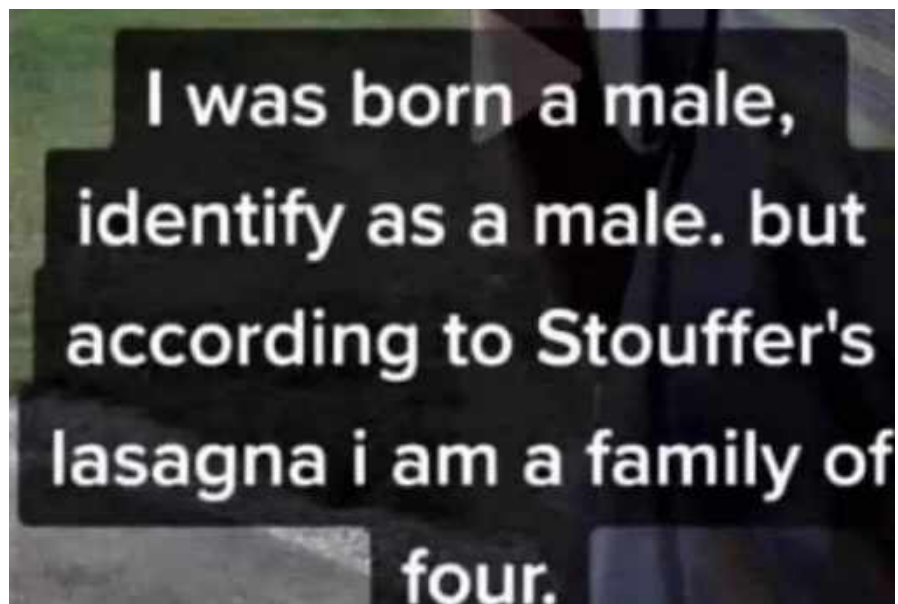 I was born a male,
identify as a male. but
according to Stouffer's
lasagna i am a family of
four.